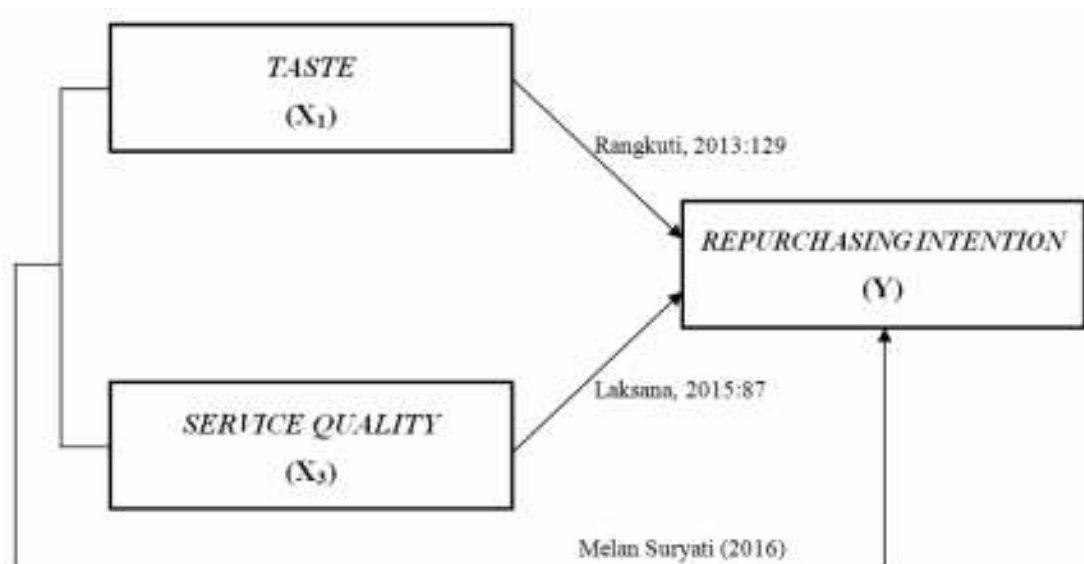 TASTE
(X₁)
Rangkuti, 2013:129
REPURCHASING INTENTION
(Y)
Laksana, 2015:87
SERVICE QUALITY
(X₃)
Melan Suryati (2016)